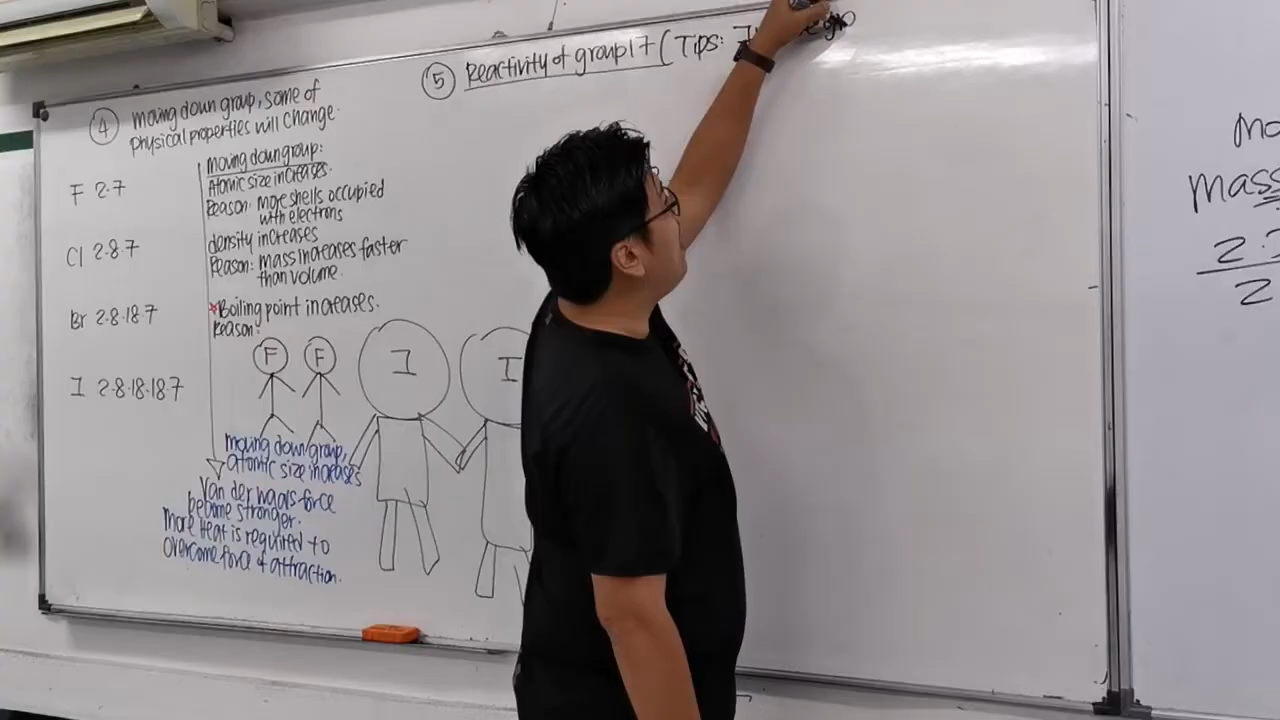 4 Moving down group, some of
physical properties will change.
F 2.7
Cl 2.8.7
Br 2.8.18.7
I 2.8.18.18.7
Moving down group:
Atomic size increases.
Reason: more shells occupied
with electrons
density increases
Reason: mass increases faster
than volume.
*Boiling point increases.
Reason:
F F I I
moving down group,
atomic size increases
Van der waals force
become stronger.
More heat is required to
overcome force of attraction.
5 Reactivity of group 17 (Tips:
mass
2